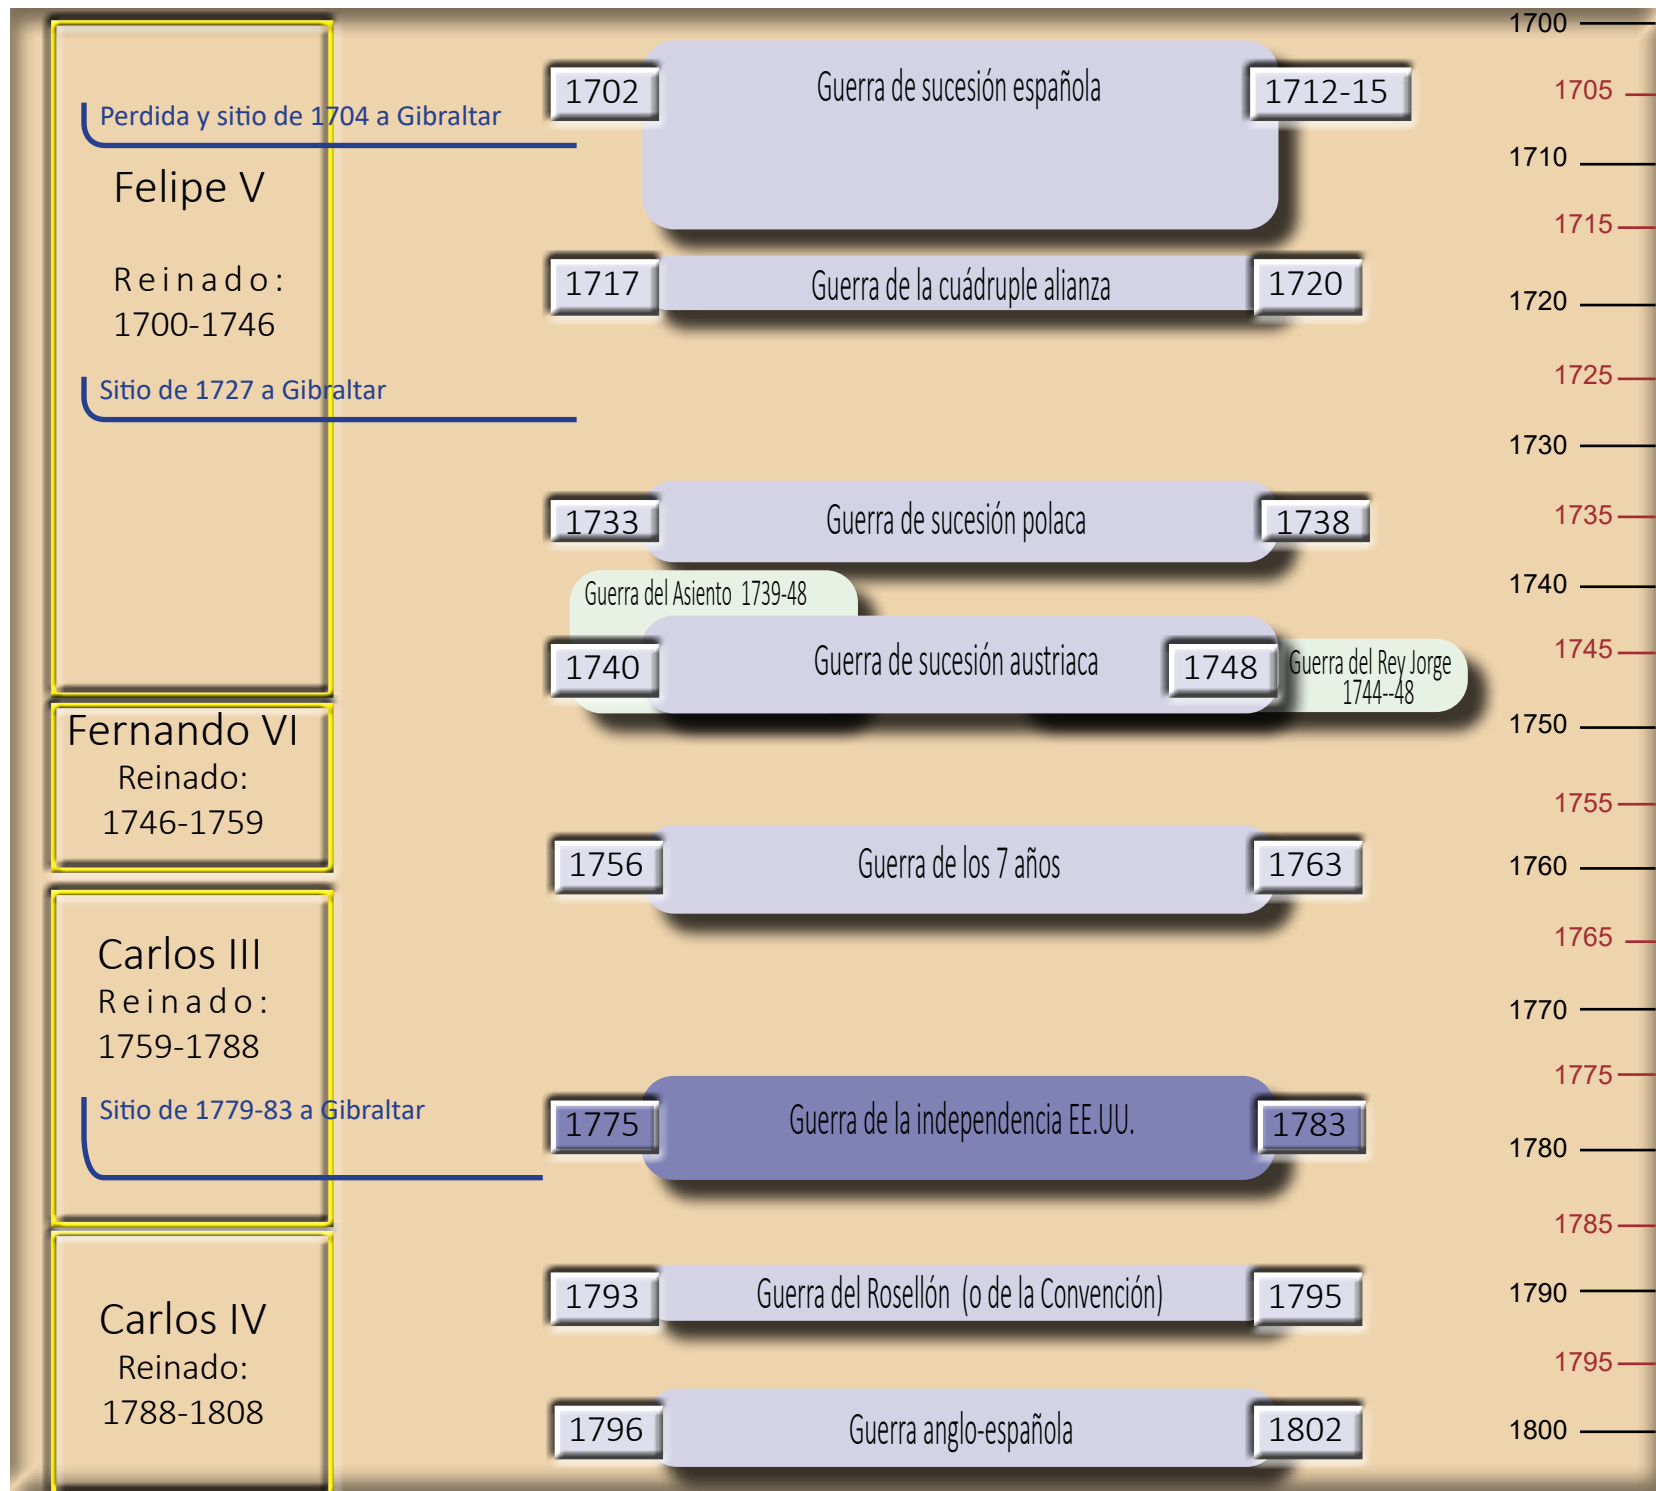 1700
1702
Guerra de sucesión española
1712-15
1705
Perdida y sitio de 1704 a Gibraltar
1710
Felipe V
1715
Reinado:
1700-1746
1717
Guerra de la cuádruple alianza
1720
1720
1725
Sitio de 1727 a Gibraltar
1730
1733
Guerra de sucesión polaca
1738
1735
1740
Guerra del Asiento 1739-48
1740
Guerra de sucesión austriaca
1748
Guerra del Rey Jorge
1744--48
1745
1750
Fernando VI
Reinado:
1746-1759
1755
1756
Guerra de los 7 años
1763
1760
1765
Carlos III
Reinado:
1759-1788
1770
1775
Sitio de 1779-83 a Gibraltar
1775
Guerra de la independencia EE.UU.
1783
1780
1785
1793
Guerra del Rosellón (o de la Convención)
1795
1790
Carlos IV
Reinado:
1788-1808
1795
1796
Guerra anglo-española
1802
1800